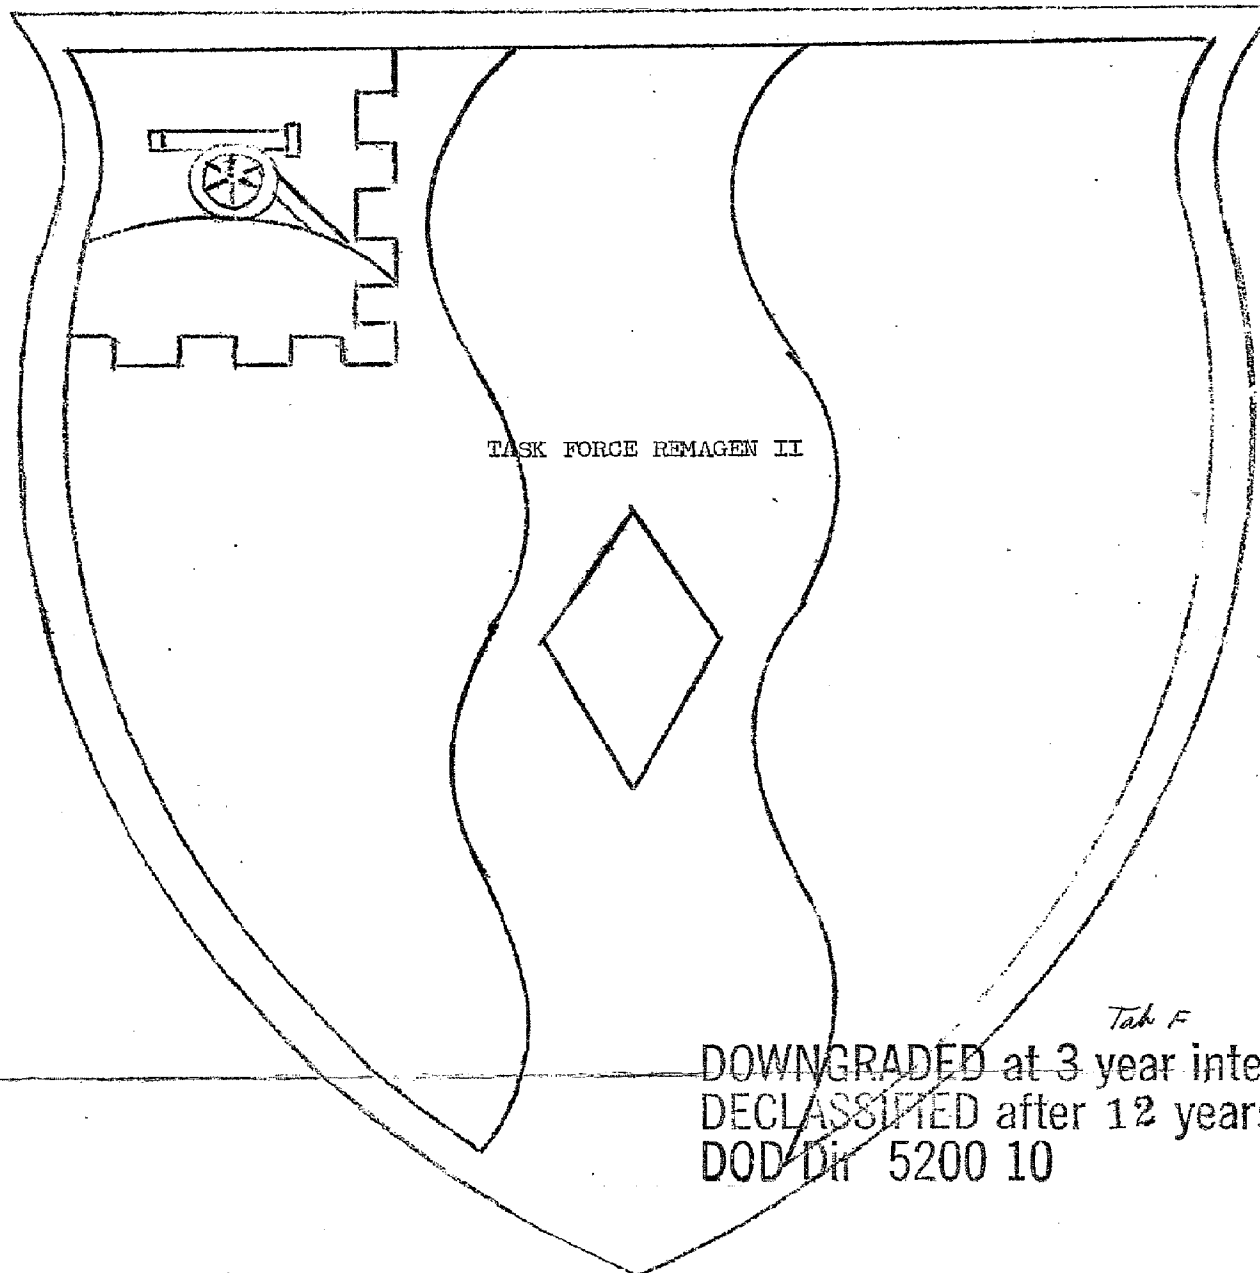 TASK FORCE REMAGEN II
Tab F
DOWNGRADED at 3 year inte
DECLASSIFIED after 12 years
DOD Dir 5200 10